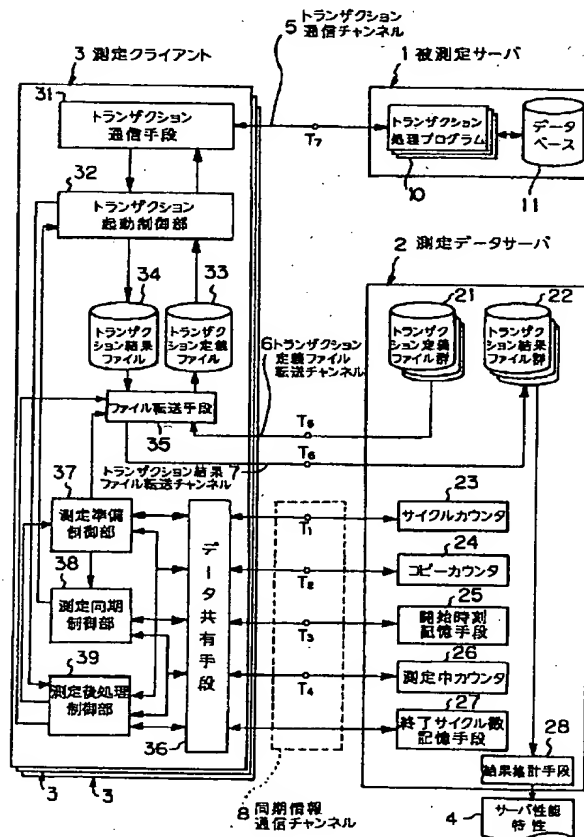 5 トランザクション
通信チャンネル
3 測定クライアント
1 被測定サーバ
31
トランザクション
通信手段
T7
トランザクション
処理プログラム
データ
ベース
10
11
32
トランザクション
起動制御部
2 測定データサーバ
34
33
21
22
トランザク
ション結果
ファイル
トランザク
ション定義
ファイル
トランザク
ション定義
ファイル群
トランザク
ション結果
ファイル群
6 トランザクション
定義ファイル
転送チャンネル
ファイル転送手段
35
T5
T6
トランザクション結果
ファイル転送チャンネル
7
37
測定準備
制御部
38
測定同期
制御部
39
測定後処理
制御部
データ共有手段
36
T1
T2
T3
T4
23
サイクルカウンタ
24
コピーカウンタ
25
開始時刻
記憶手段
26
測定中カウンタ
27
終了サイクル数
記憶手段
28
結果集計手段
3
3
8 同期情報
通信チャンネル
4
サーバ性能
特性